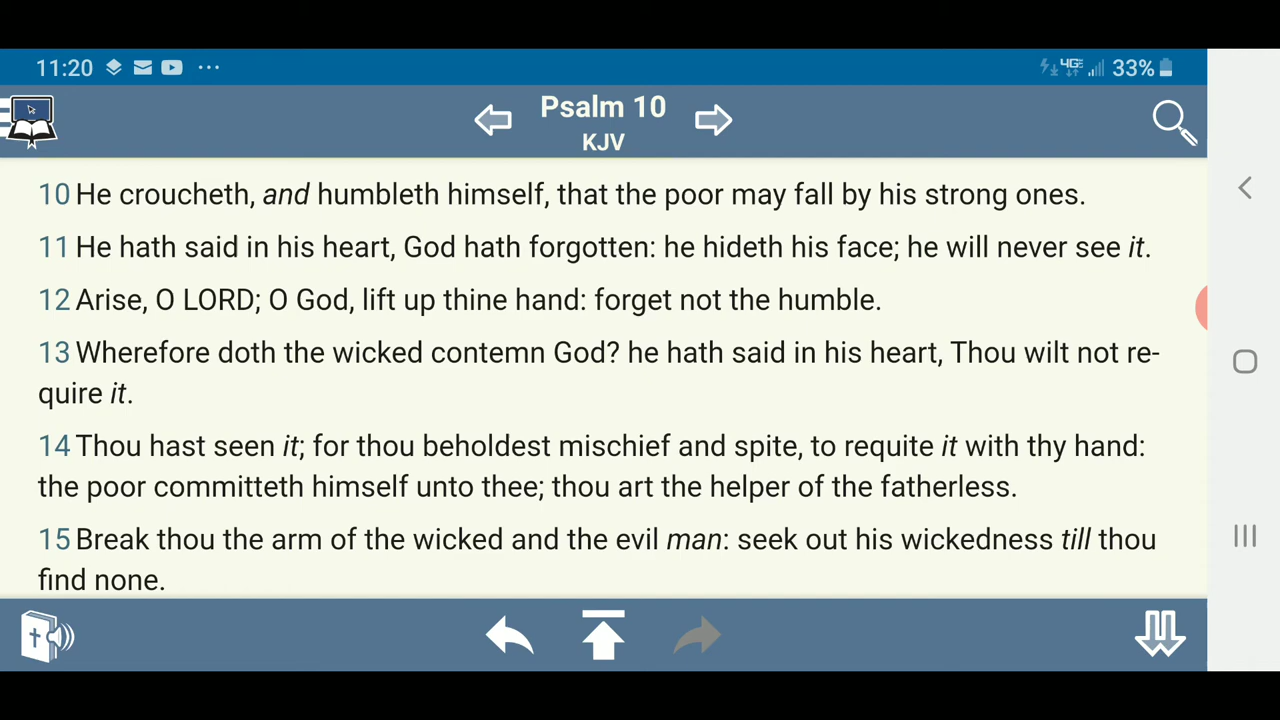 11:20 ··· 4GE 33%
Psalm 10
KJV
10 He croucheth, and humbleth himself, that the poor may fall by his strong ones.
11 He hath said in his heart, God hath forgotten: he hideth his face; he will never see it.
12 Arise, O LORD; O God, lift up thine hand: forget not the humble.
13 Wherefore doth the wicked contemn God? he hath said in his heart, Thou wilt not re-
quire it.
14 Thou hast seen it; for thou beholdest mischief and spite, to requite it with thy hand:
the poor committeth himself unto thee; thou art the helper of the fatherless.
15 Break thou the arm of the wicked and the evil man: seek out his wickedness till thou
find none.